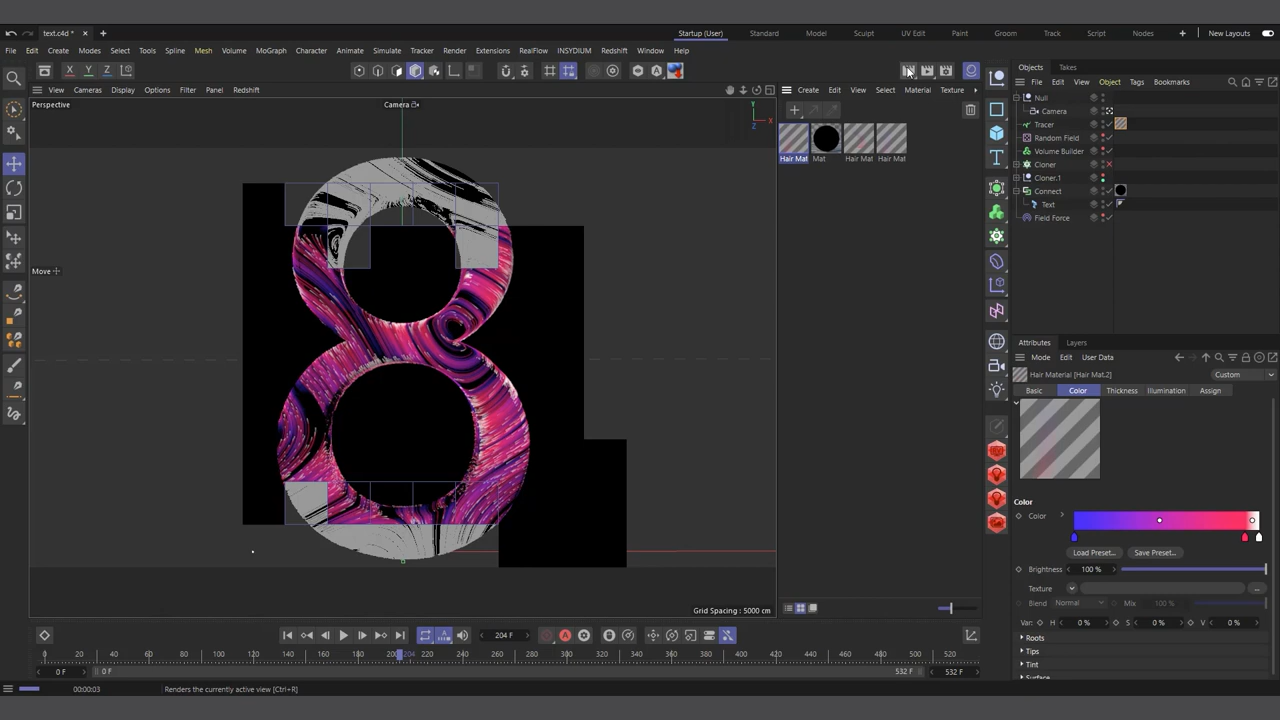 text.c4d *
Startup (User)
Standard
Model
Sculpt
UV Edit
Paint
Groom
Track
Script
Nodes
New Layouts
File
Edit
Create
Modes
Select
Tools
Spline
Mesh
Volume
MoGraph
Character
Animate
Simulate
Tracker
Render
Extensions
RealFlow
INSYDIUM
Redshift
Window
Help
X
Y
Z
Objects
Takes
File
Edit
View
Object
Tags
Bookmarks
View
Cameras
Display
Options
Filter
Panel
Redshift
Create
Edit
View
Select
Material
Texture
Perspective
Camera
Y
X
Z
Null
Camera
Tracer
Random Field
Volume Builder
Cloner
Cloner.1
Connect
Text
Field Force
Hair Mat
Mat
Hair Mat
Hair Mat
Move
8
Attributes
Layers
Mode
Edit
User Data
Hair Material [Hair Mat.2]
Custom
Basic
Color
Thickness
Illumination
Assign
Color
Color
Load Preset...
Save Preset...
Brightness
100 %
Texture
Blend
Normal
Mix
100 %
Var:
H
0 %
S
0 %
V
0 %
Roots
Tips
Tint
Grid Spacing : 5000 cm
204 F
0
20
40
60
80
100
120
140
160
180
204
220
240
260
280
300
320
340
360
380
400
420
440
460
480
500
520
0 F
0 F
532 F
532 F
00:00:03
Renders the currently active view [Ctrl+R]